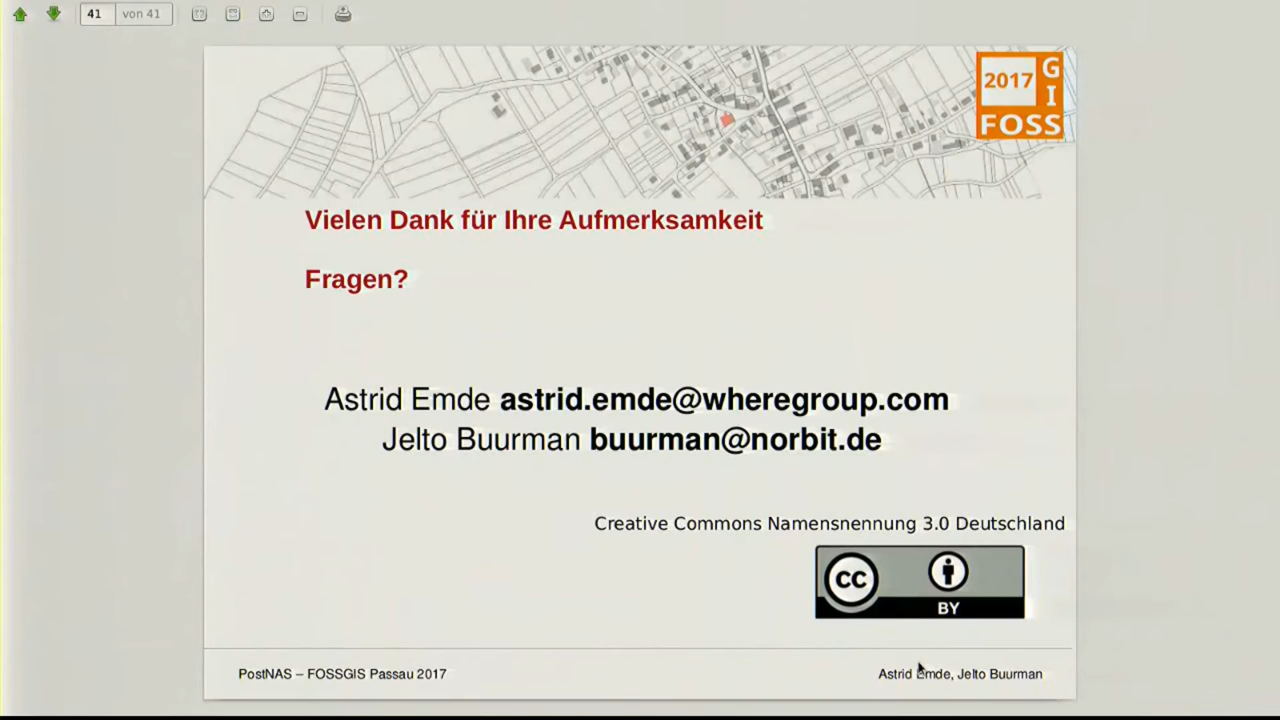 41 von 41
2017 G
I
FOSS
Vielen Dank für Ihre Aufmerksamkeit
Fragen?
Astrid Emde astrid.emde@wheregroup.com
Jelto Buurman buurman@norbit.de
Creative Commons Namensnennung 3.0 Deutschland
cc
BY
PostNAS – FOSSGIS Passau 2017
Astrid Emde, Jelto Buurman